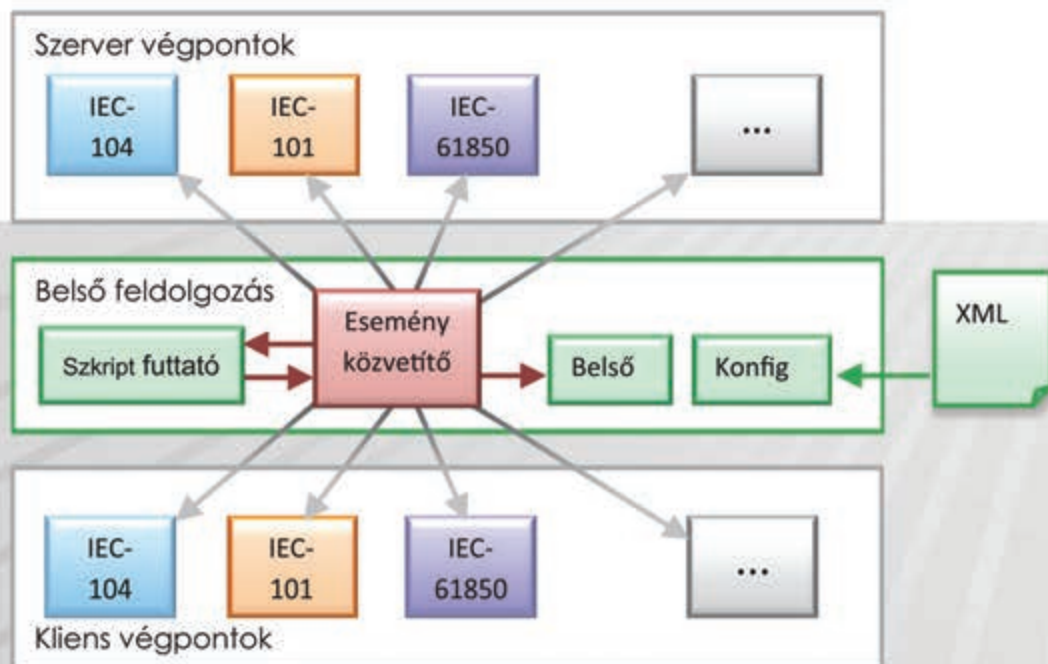 Szerver végpontok
IEC-
104
IEC-
101
IEC-
61850
...
Belső feldolgozás
Szkript futtató
Esemény
közvetítő
Belső
Konfig
XML
IEC-
104
IEC-
101
IEC-
61850
...
Kliens végpontok